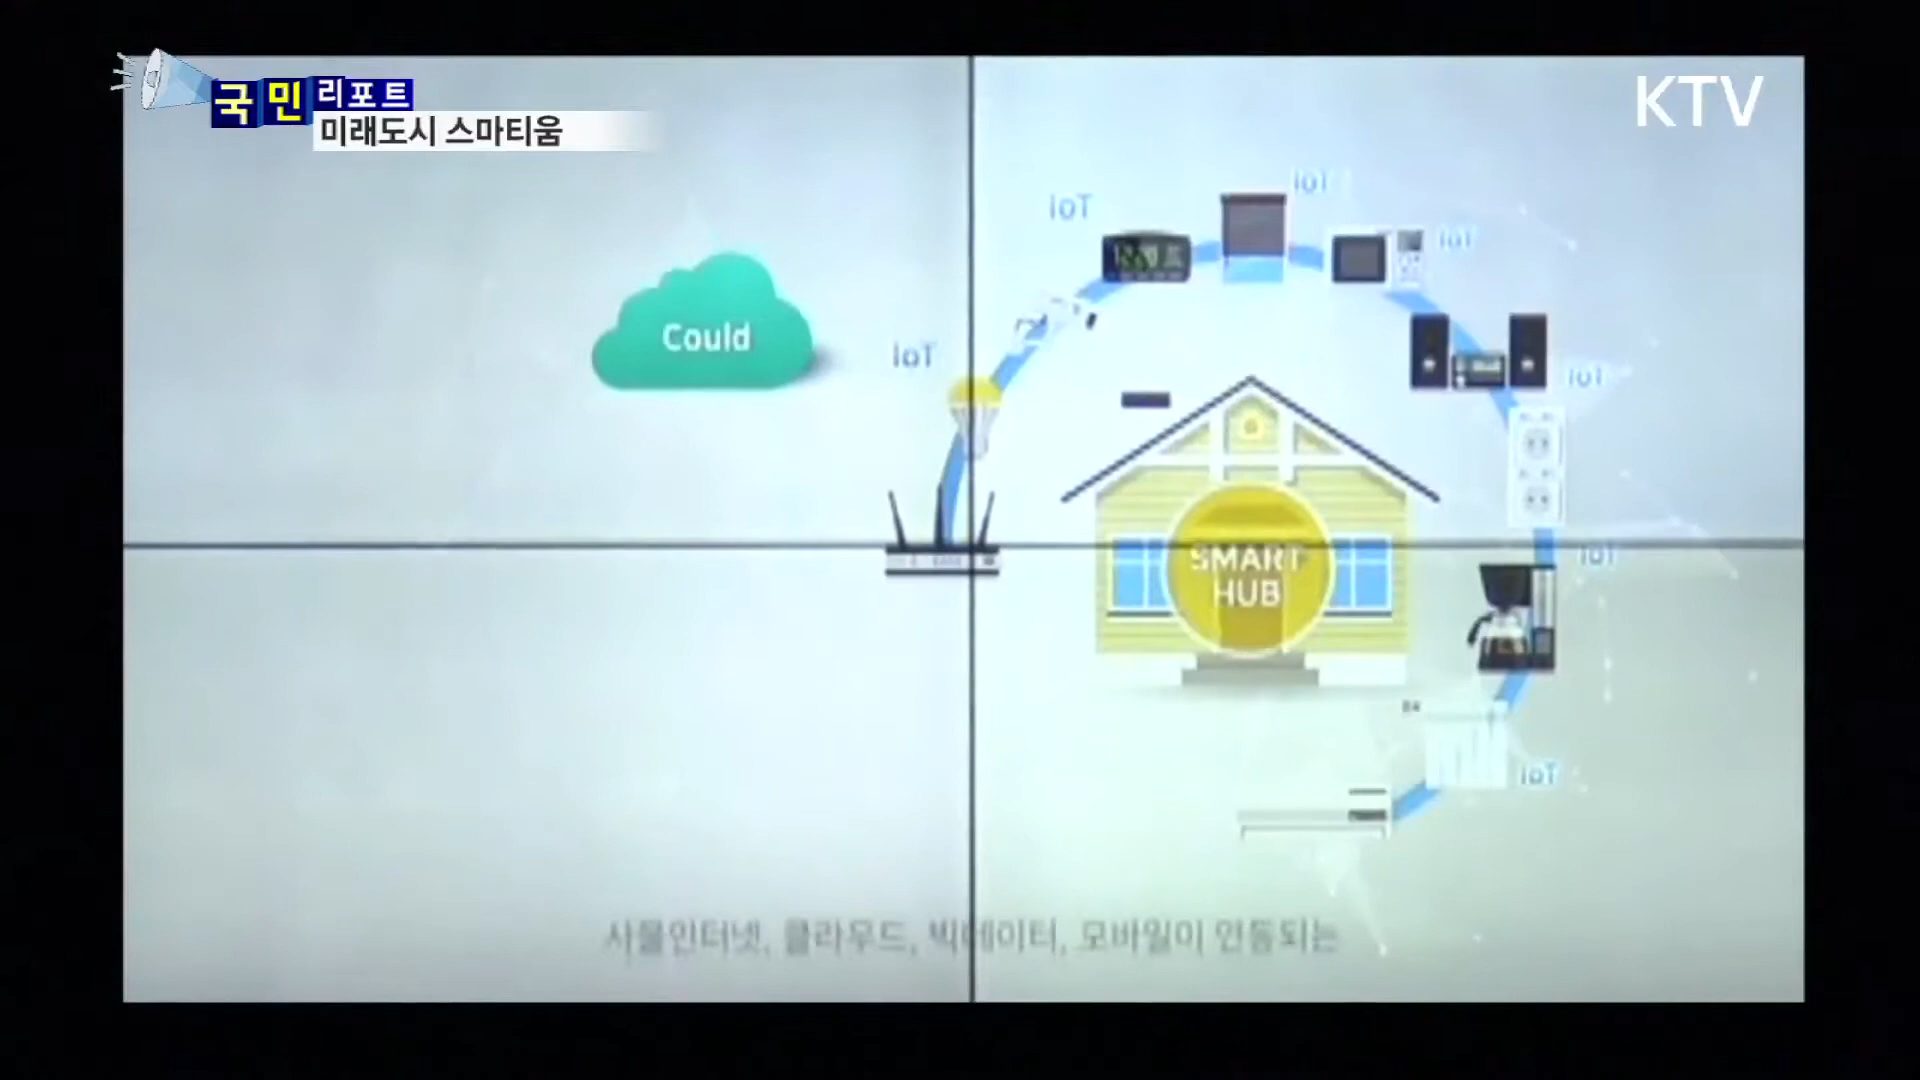 국민 리포트
미래도시 스마티움
KTV
IoT
IoT
IoT
Could
IoT
IoT
SMART
HUB
IoT
IoT
사물인터넷, 클라우드, 빅데이터, 모바일이 연동되는